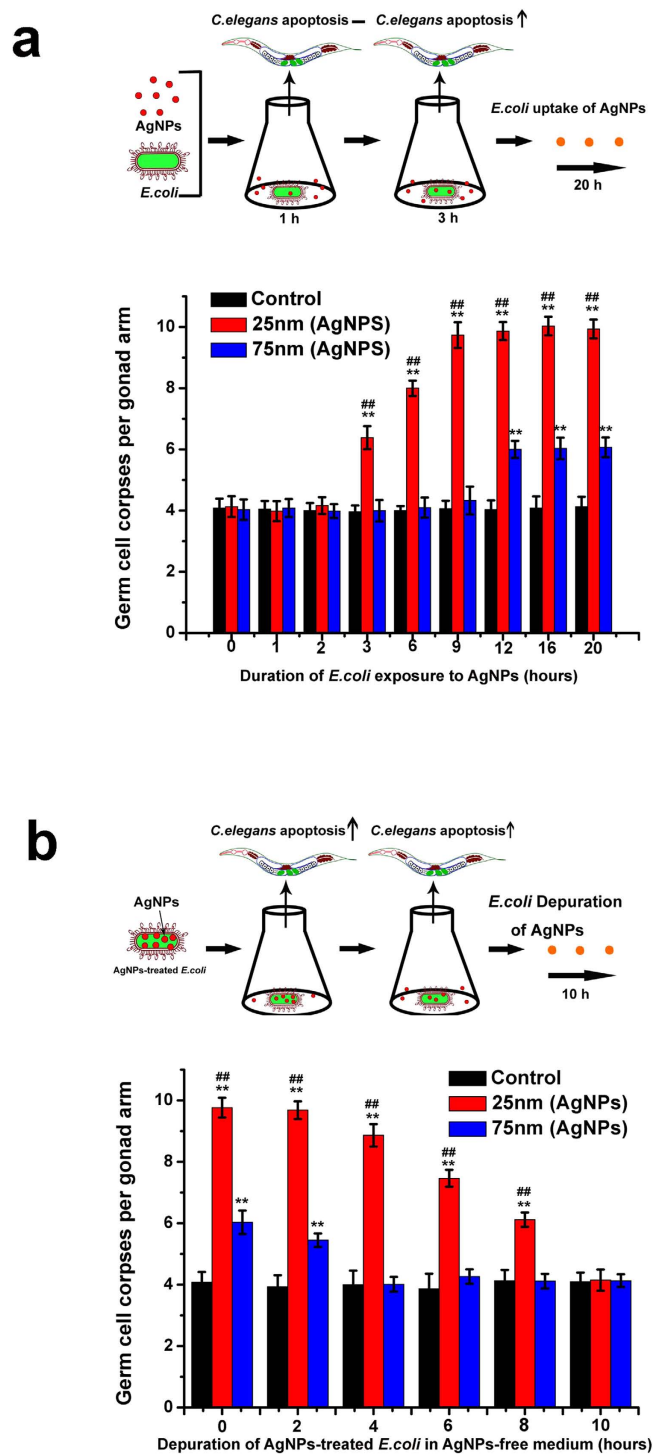 a
C.elegans apoptosis – C.elegans apoptosis ↑
AgNPs
E.coli
1 h
3 h
E.coli uptake of AgNPs
20 h
Control
25nm (AgNPS)
75nm (AgNPS)
Germ cell corpses per gonad arm
10
8
6
4
2
0
##
**
##
**
##
**
##
**
##
**
##
**
**
**
**
0 1 2 3 6 9 12 16 20
Duration of E.coli exposure to AgNPs (hours)
b
C.elegans apoptosis ↑ C.elegans apoptosis ↑
AgNPs
AgNPs-treated E.coli
E.coli Depuration
of AgNPs
10 h
Control
25nm (AgNPs)
75nm (AgNPs)
Germ cell corpses per gonad arm
10
8
6
4
2
0
##
**
##
**
##
**
##
**
##
**
**
**
0 2 4 6 8 10
Depuration of AgNPs-treated E.coli in AgNPs-free medium (hours)